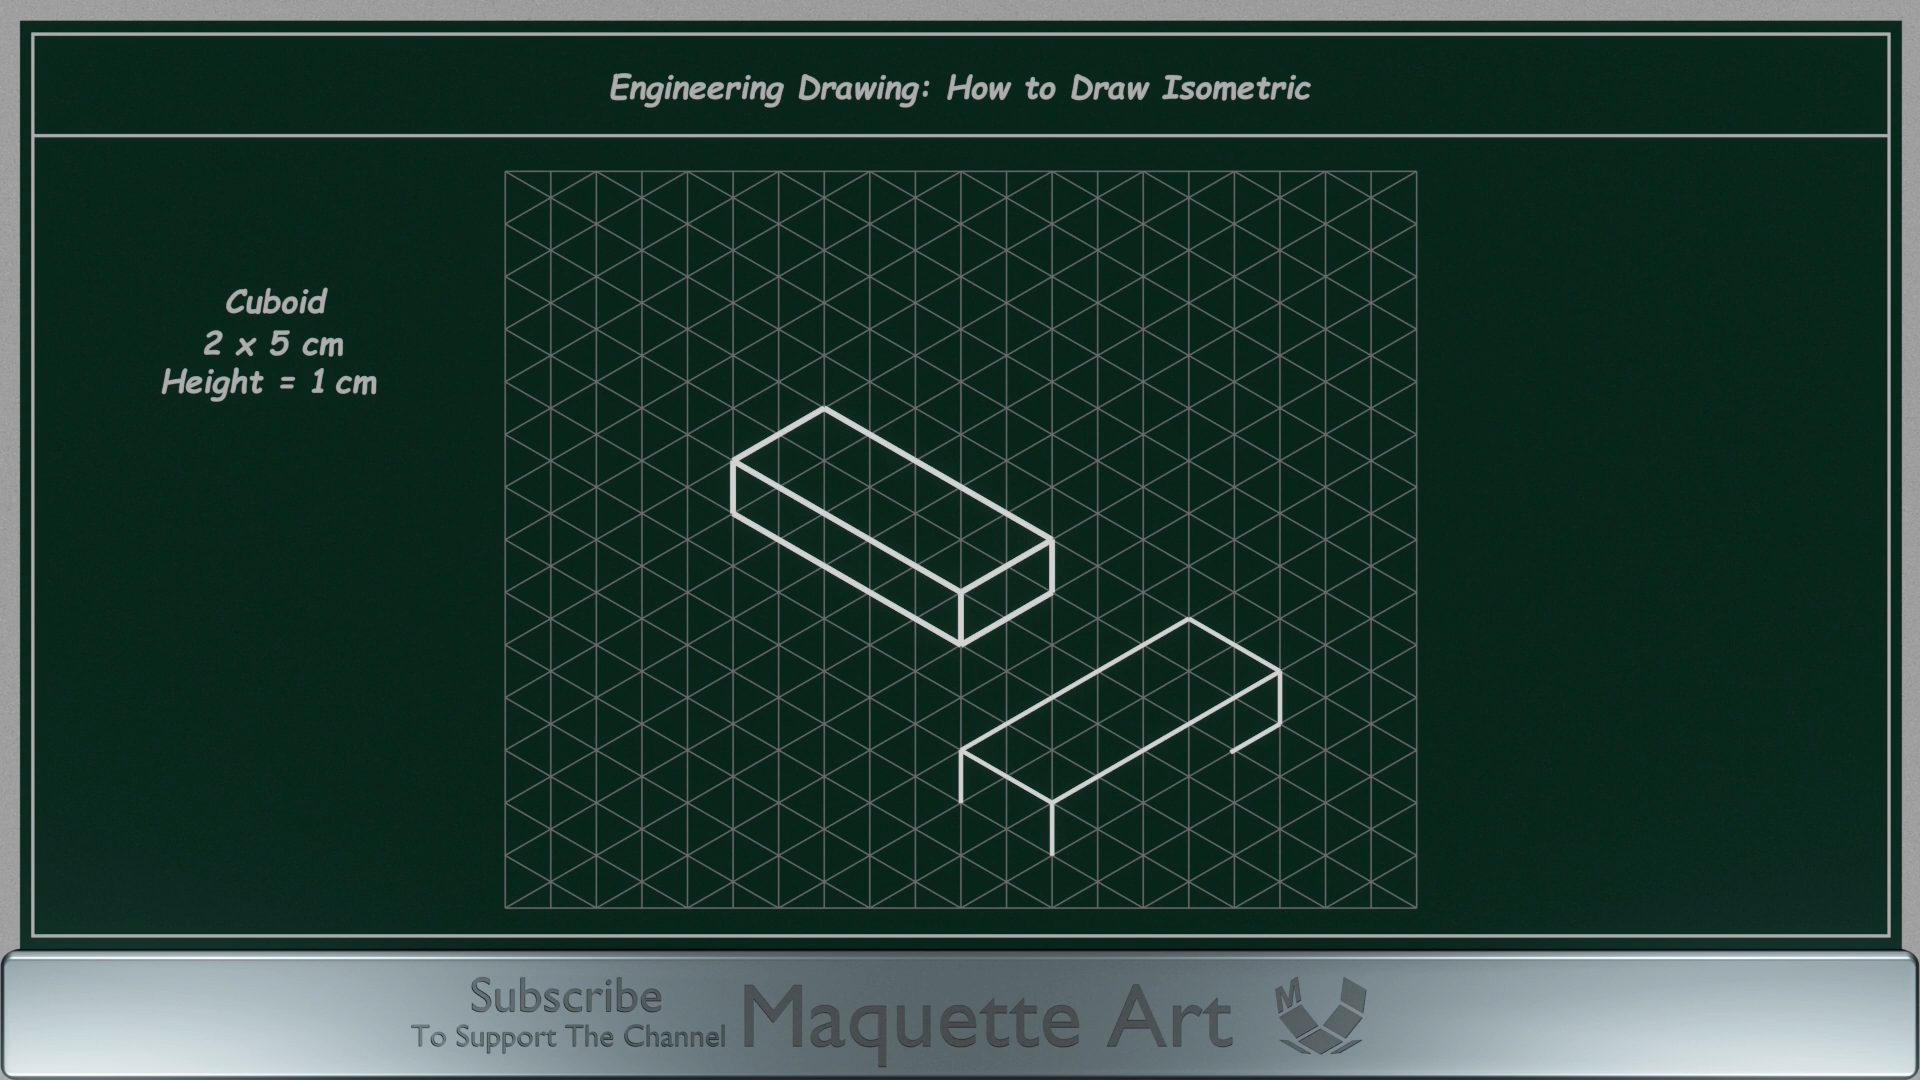 Engineering Drawing: How to Draw Isometric
Cuboid
2 x 5 cm
Height = 1 cm
Subscribe
To Support The Channel
Maquette Art
M